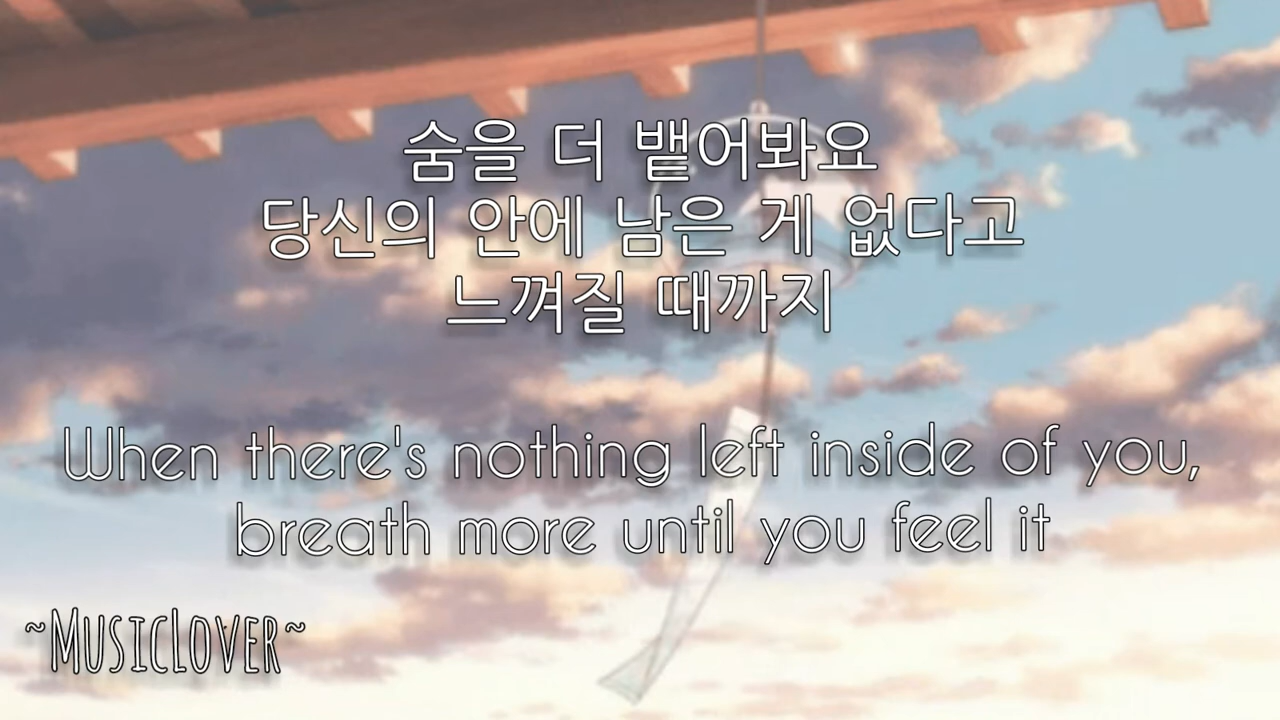 숨을 더 뱉어봐요
당신의 안에 남은 게 없다고
느껴질 때까지
When there's nothing left inside of you,
breath more until you feel it
~MusicLover~